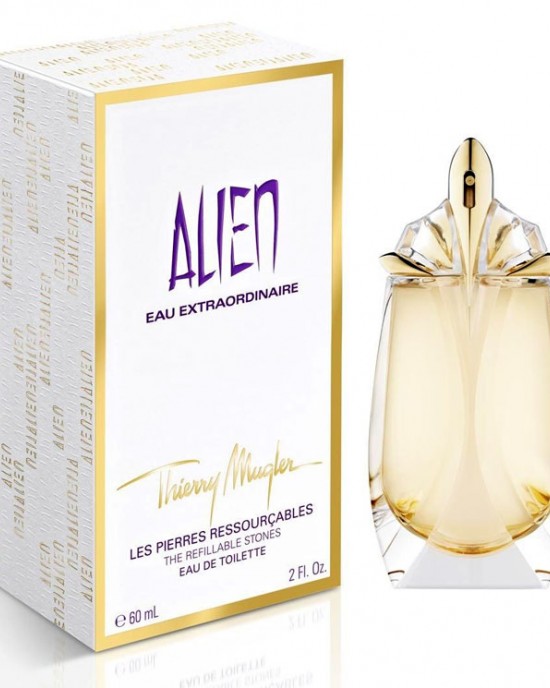 ALIEN
EAU EXTRAORDINAIRE
Thierry Mugler
LES PIERRES RESSOURÇABLES
THE REFILLABLE STONES
EAU DE TOILETTE
℮ 60 mL
2 Fl. Oz.